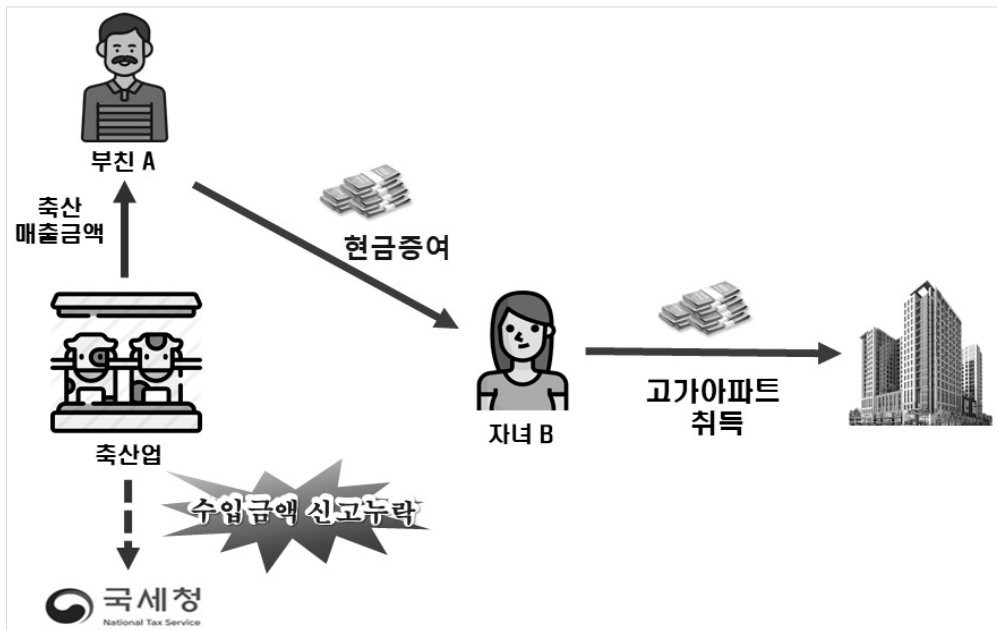 부친 A
축산
매출금액
현금증여
고가아파트
취득
자녀 B
축산업
수입금액 신고누락
국세청
National Tax Service